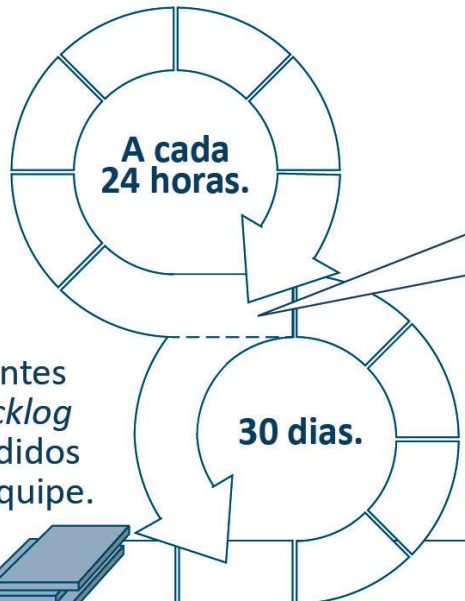 A cada
24 horas.
30 dias.
ntes
cklog
didos
quipe.